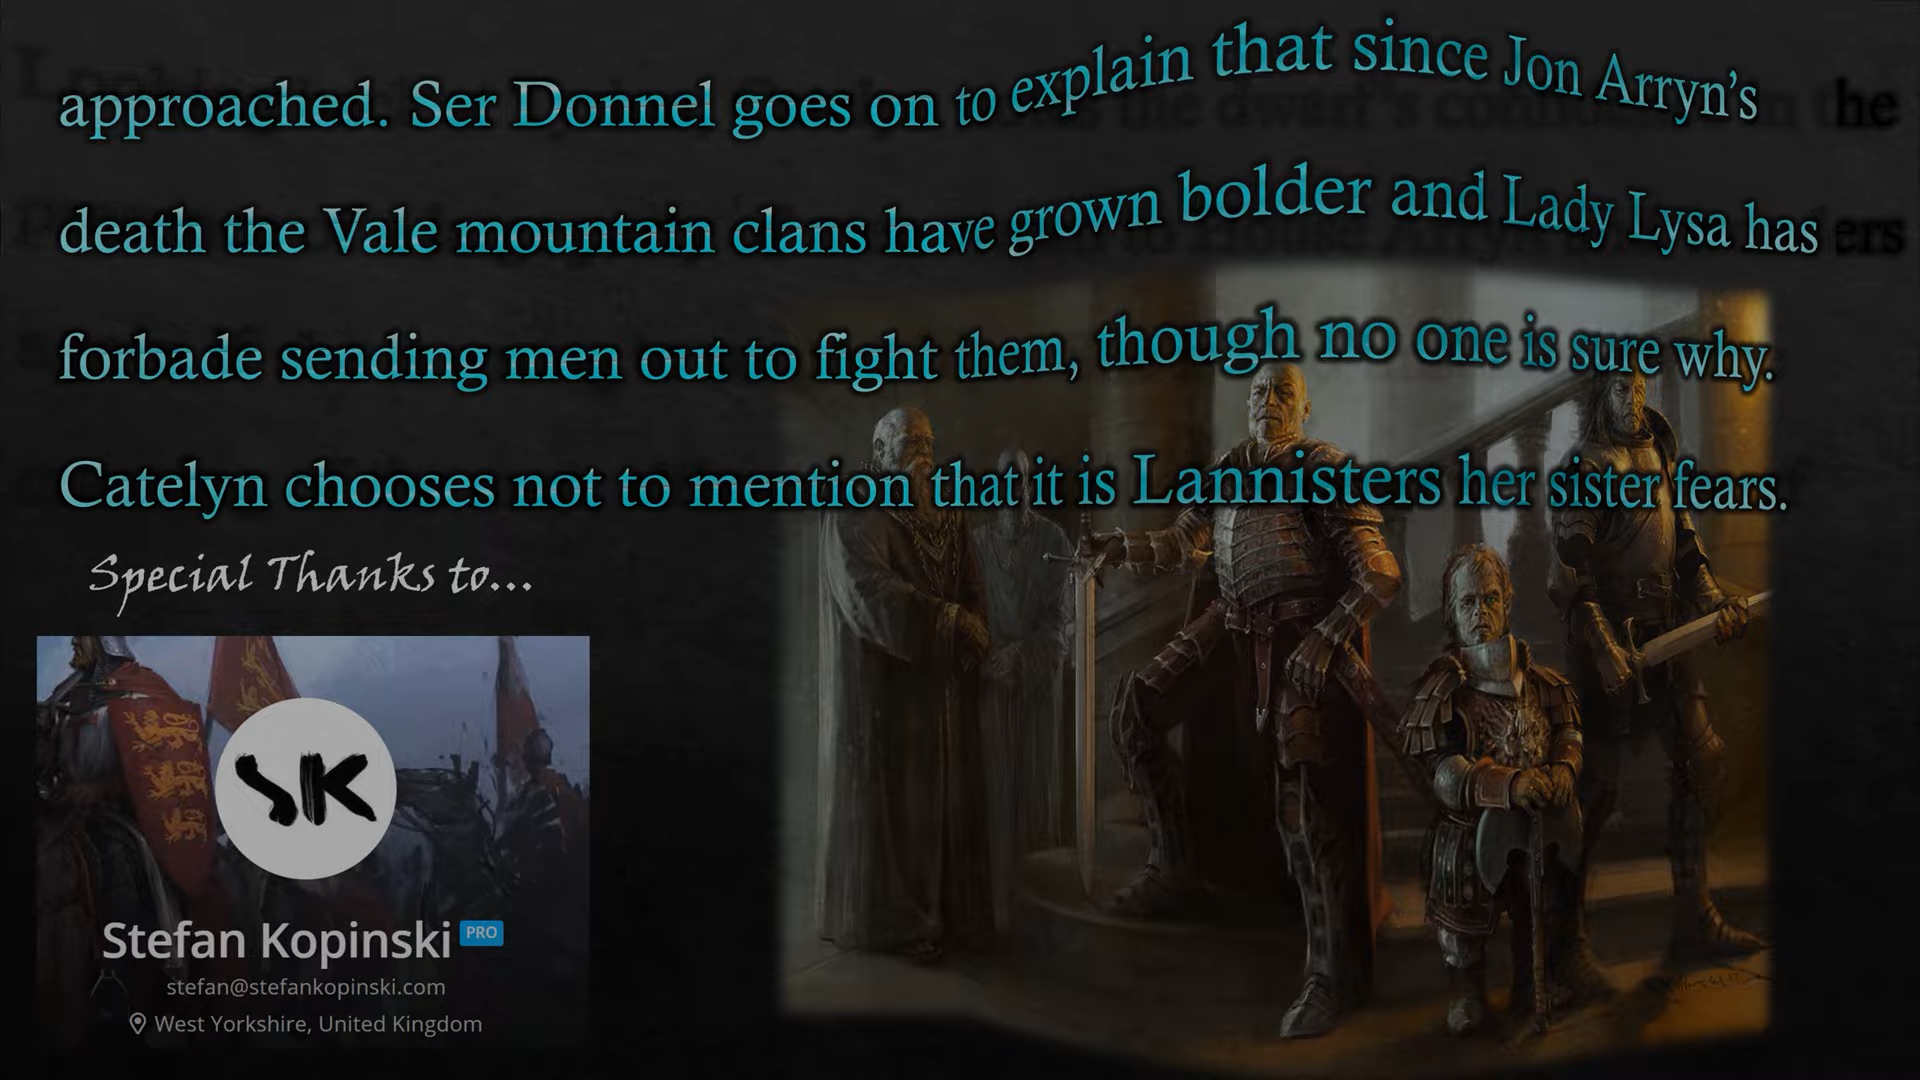 approached. Ser Donnel goes on to explain that since Jon Arryn’s
the
death the Vale mountain clans have grown bolder and Lady Lysa has
ers
forbade sending men out to fight them, though no one is sure why.
Catelyn chooses not to mention that it is Lannisters her sister fears.
Special Thanks to...
SK
Stefan Kopinski PRO
stefan@stefankopinski.com
West Yorkshire, United Kingdom